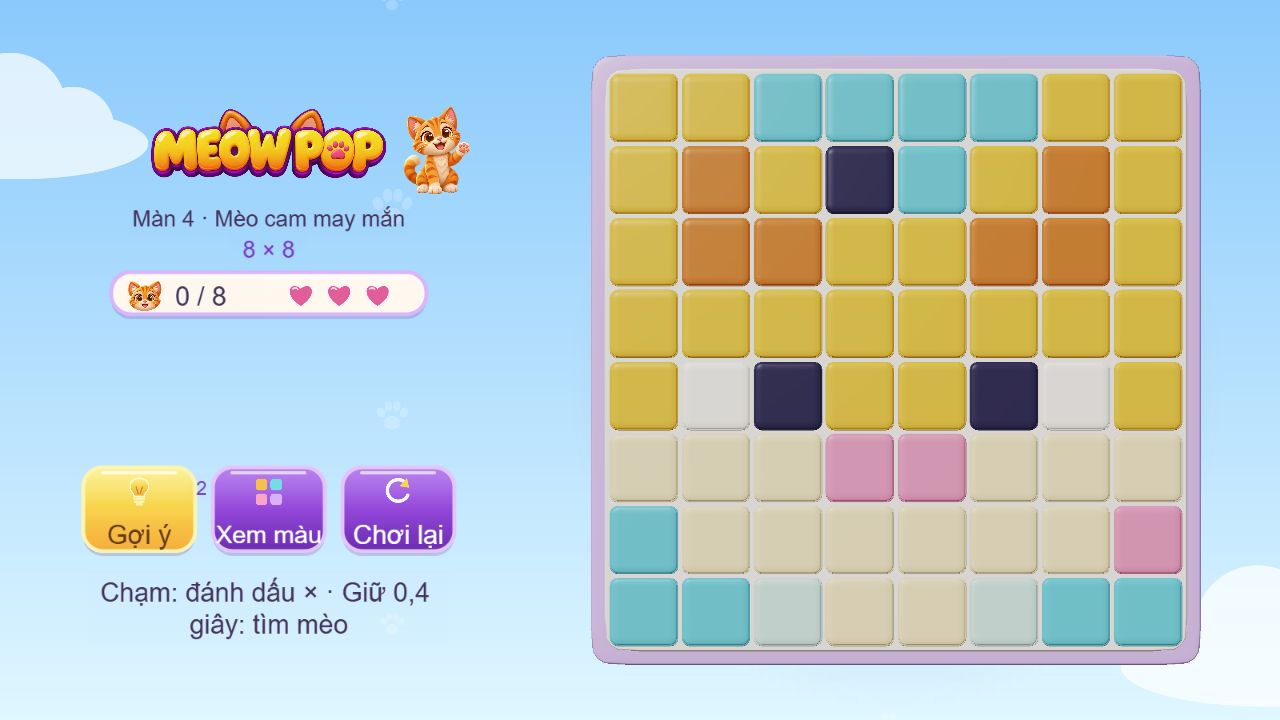 MEOW POP
Màn 4 · Mèo cam may mắn
8 × 8
0 / 8
Gợi ý
2
Xem màu
Chơi lại
Chạm: đánh dấu × · Giữ 0,4
giây: tìm mèo